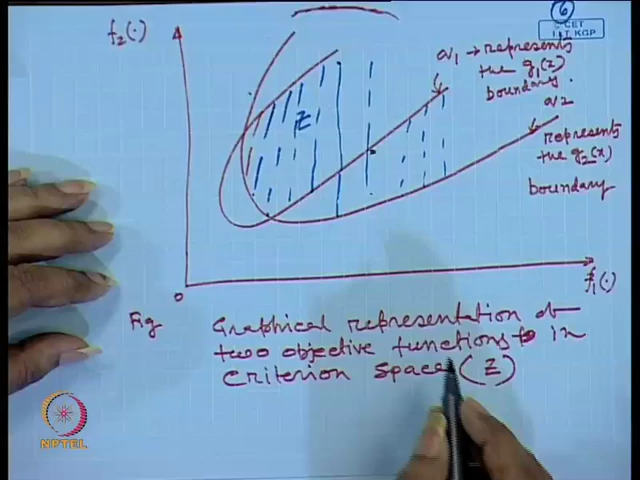 6
CET
I.I.T. KGP
f₂(·)
a₁ → represents
the g₁(x)
boundary.
a₂
represents
the g₂(x)
boundary
Z
0
f₁(·)
Fig Graphical representation of
two objective functions in
Criterion space (Z)
NPTEL